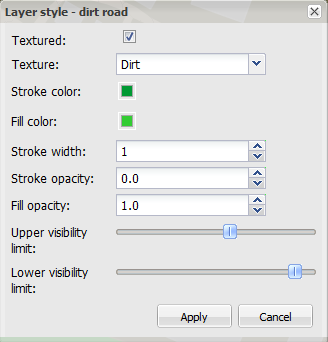 Layer style - dirt road
Textured:
Texture: Dirt
Stroke color:
Fill color:
Stroke width: 1
Stroke opacity: 0.0
Fill opacity: 1.0
Upper visibility
limit:
Lower visibility
limit:
Apply Cancel